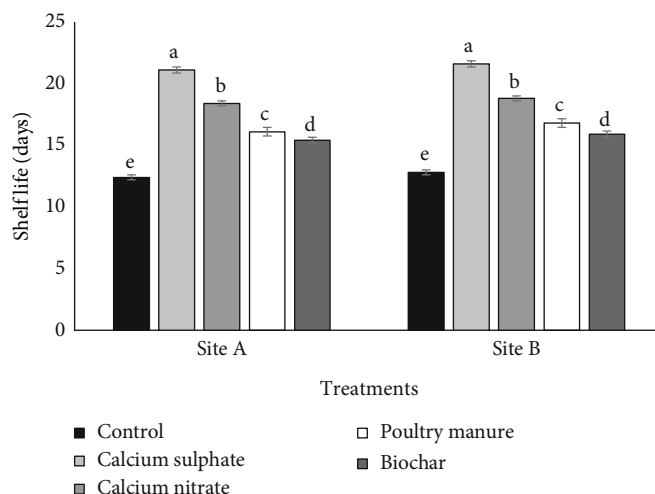 25
20
15
10
5
0
Shelf life (days)
e
a
b
c
d
e
a
b
c
d
Site A
Site B
Treatments
Control
Calcium sulphate
Calcium nitrate
Poultry manure
Biochar